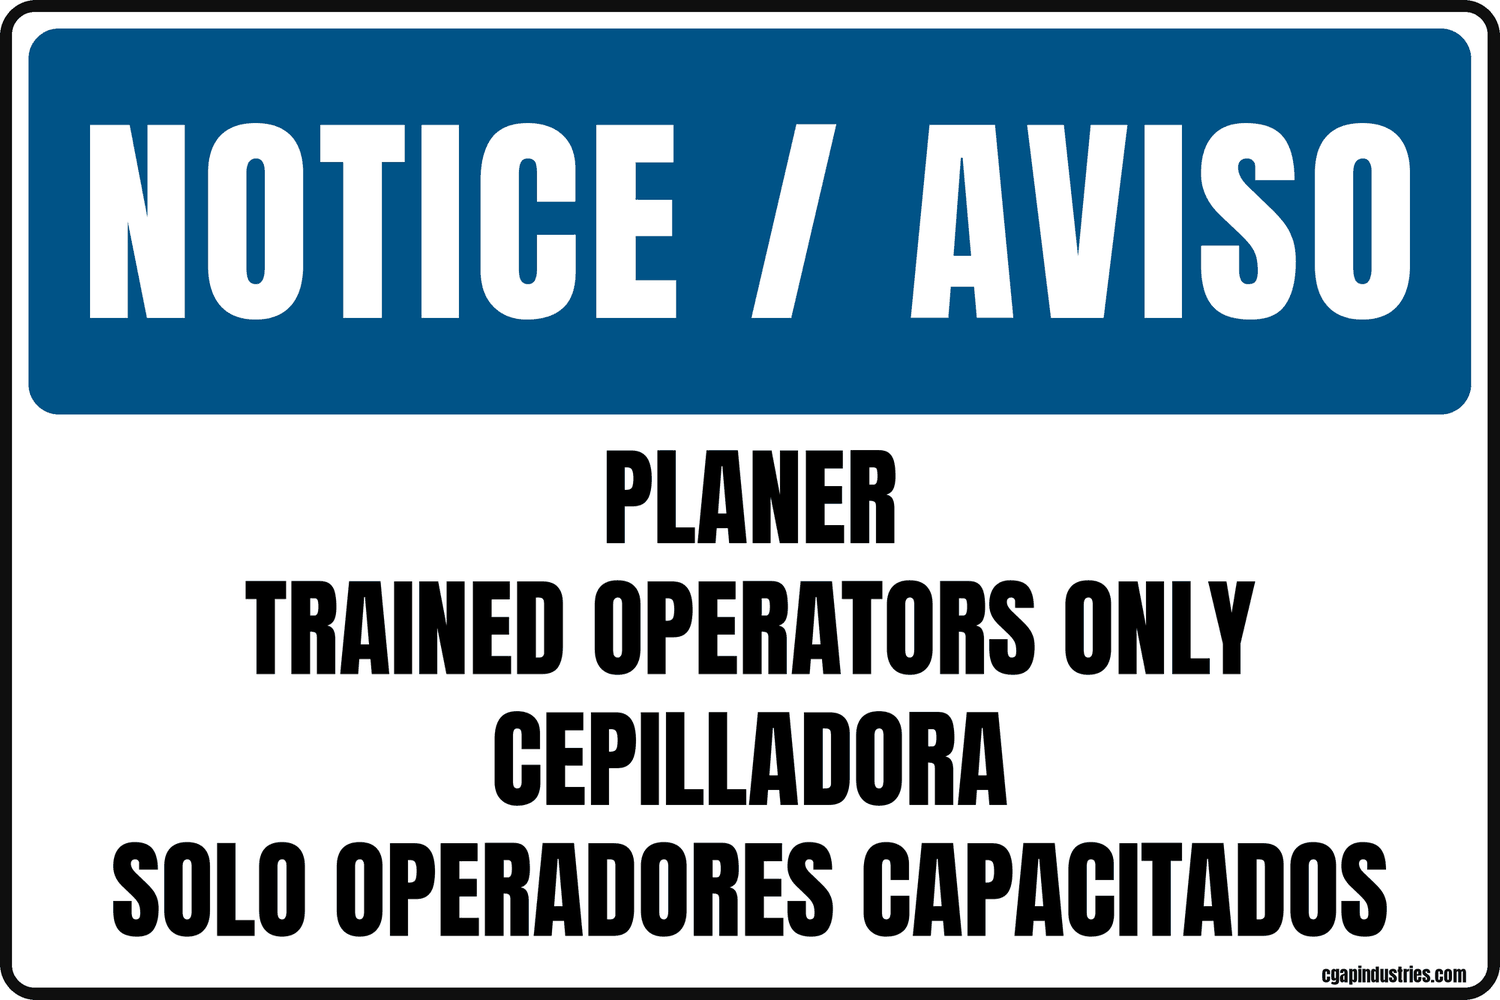 NOTICE / AVISO
PLANER
TRAINED OPERATORS ONLY
CEPILLADORA
SOLO OPERADORES CAPACITADOS
cgapindustries.com